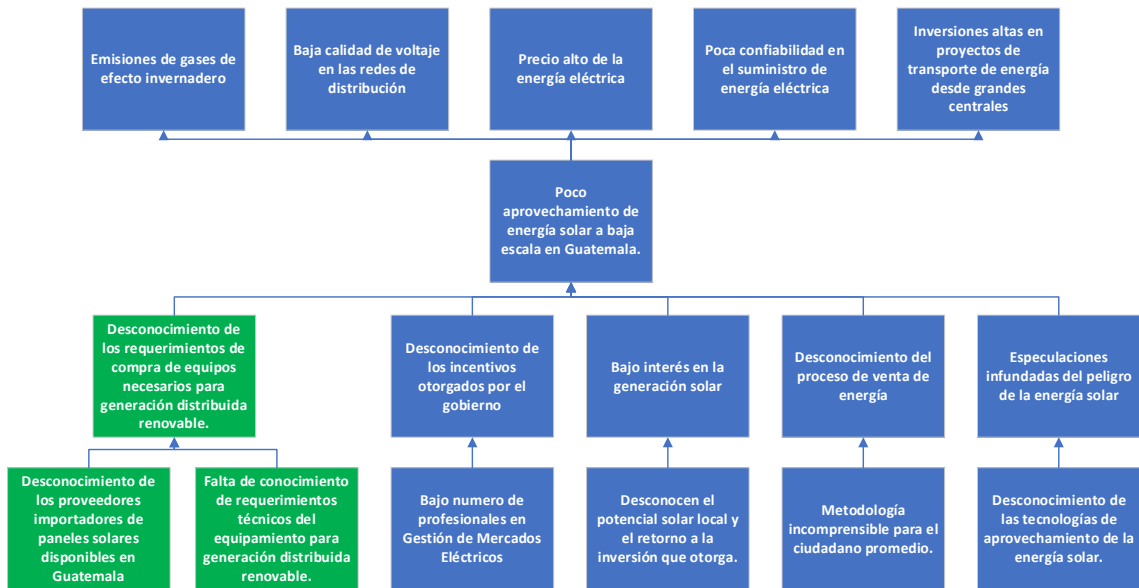 Emisiones de gases de
efecto invernadero
Baja calidad de voltaje
en las redes de
distribución
Precio alto de la
energía eléctrica
Poca confiabilidad en
el suministro de
energía eléctrica
Inversiones altas en
proyectos de
transporte de energía
desde grandes
centrales
Poco
aprovechamiento de
energía solar a baja
escala en Guatemala.
Desconocimiento de
los requerimientos de
compra de equipos
necesarios para
generación distribuida
renovable.
Desconocimiento de
los incentivos
otorgados por el
gobierno
Bajo interés en la
generación solar
Desconocimiento del
proceso de venta de
energía
Especulaciones
infundadas del peligro
de la energía solar
Desconocimiento de
los proveedores
importadores de
paneles solares
disponibles en
Guatemala
Falta de conocimiento
de requerimientos
técnicos del
equipamiento para
generación distribuida
renovable.
Bajo numero de
profesionales en
Gestión de Mercados
Eléctricos
Desconocen el
potencial solar local y
el retorno a la
inversión que otorga.
Metodología
incomprensible para el
ciudadano promedio.
Desconocimiento de
las tecnologías de
aprovechamiento de la
energía solar.